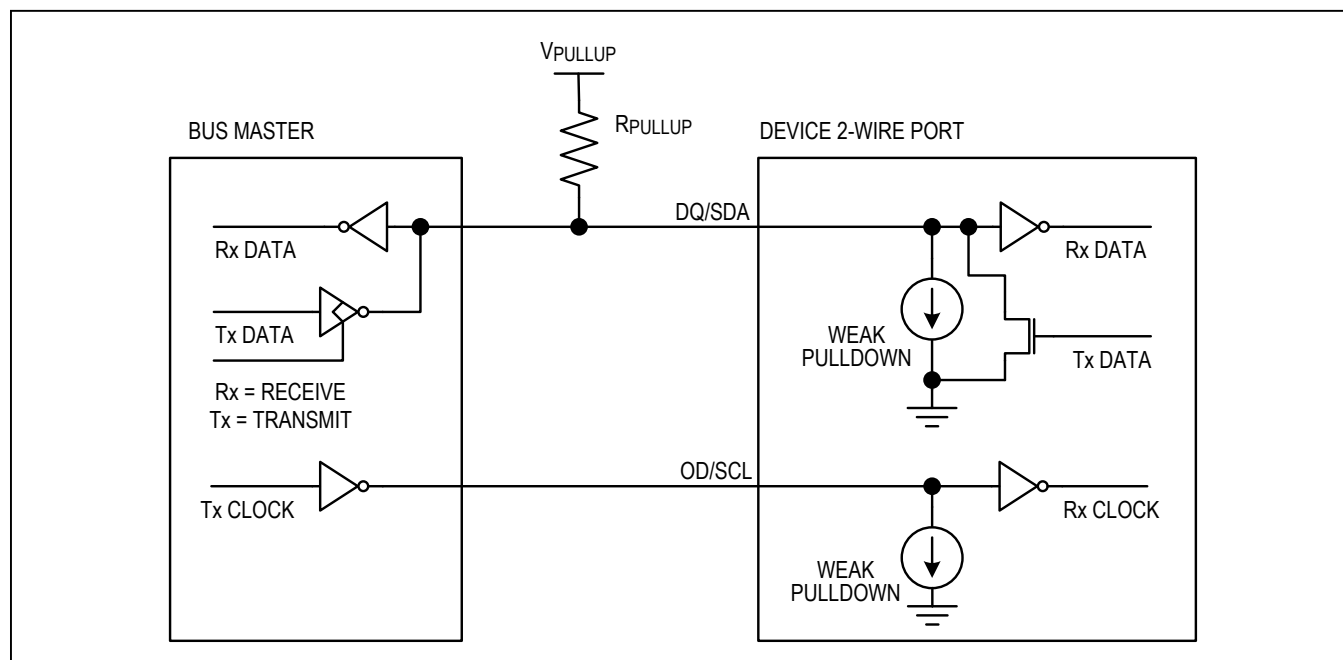 VPULLUP
BUS MASTER
RPULLUP
DEVICE 2-WIRE PORT
DQ/SDA
Rx DATA
Rx DATA
Tx DATA
WEAK
PULLDOWN
Tx DATA
Rx = RECEIVE
Tx = TRANSMIT
OD/SCL
Tx CLOCK
Rx CLOCK
WEAK
PULLDOWN